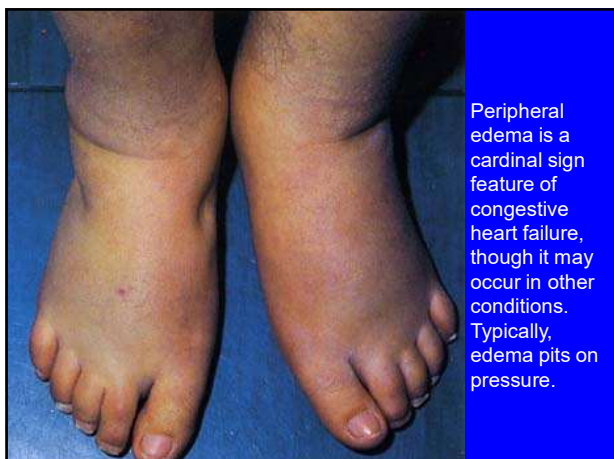 Peripheral
edema is a
cardinal sign
feature of
congestive
heart failure,
though it may
occur in other
conditions.
Typically,
edema pits on
pressure.